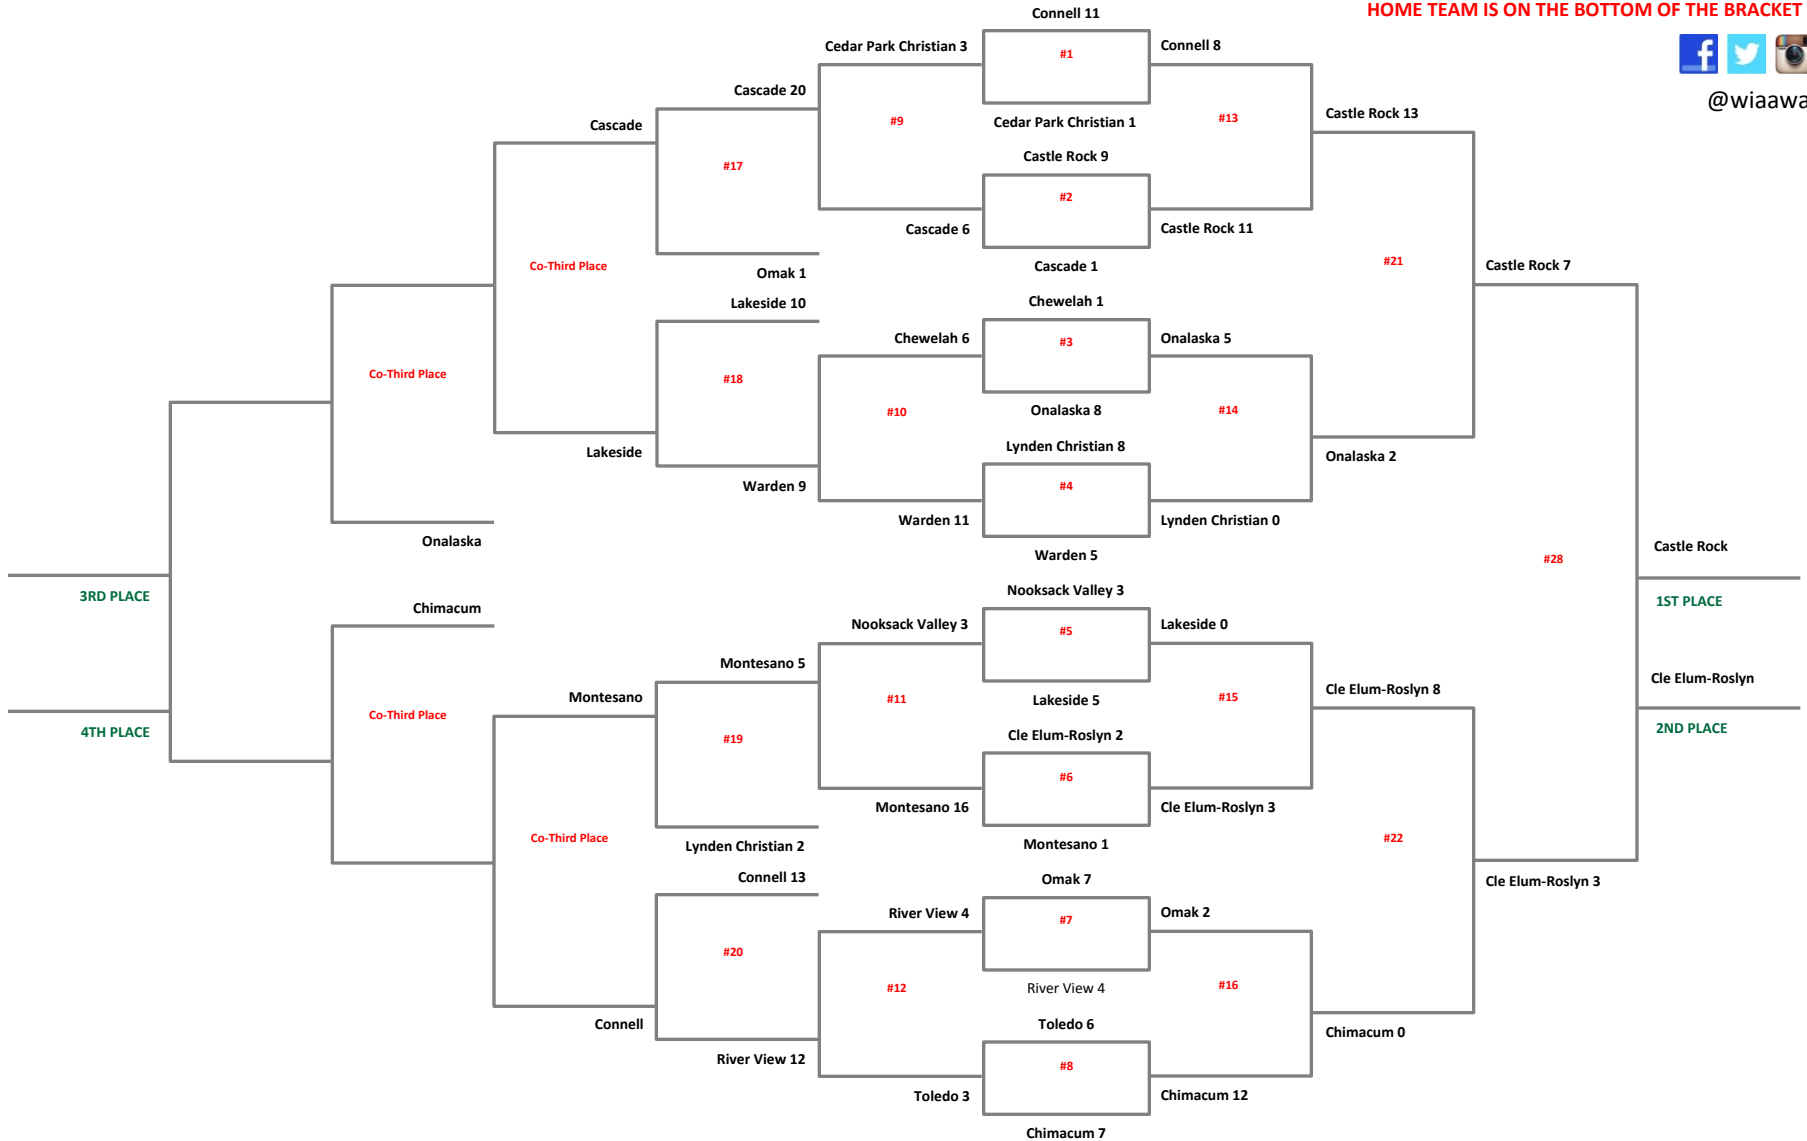 HOME TEAM IS ON THE BOTTOM OF THE BRACKET
@wiaawa
Connell 11
#1
Cedar Park Christian 1
Castle Rock 9
#2
Cascade 1
Chewelah 1
#3
Onalaska 8
Lynden Christian 8
#4
Warden 5
Nooksack Valley 3
#5
Lakeside 5
Cle Elum-Roslyn 2
#6
Montesano 1
Omak 7
#7
River View 4
Toledo 6
#8
Chimacum 7
Connell 8
#13
Castle Rock 11
Onalaska 5
#14
Lynden Christian 0
Lakeside 0
#15
Cle Elum-Roslyn 3
Omak 2
#16
Chimacum 12
Castle Rock 13
#21
Onalaska 2
Cle Elum-Roslyn 8
#22
Chimacum 0
Castle Rock 7
#28
Cle Elum-Roslyn 3
Castle Rock
1ST PLACE
Cle Elum-Roslyn
2ND PLACE
Cedar Park Christian 3
#9
Cascade 6
Chewelah 6
#10
Warden 11
Nooksack Valley 3
#11
Montesano 16
River View 4
#12
Toledo 3
Cascade 20
#17
Omak 1
Lakeside 10
#18
Warden 9
Montesano 5
#19
Lynden Christian 2
Connell 13
#20
River View 12
Cascade
Co-Third Place
Lakeside
Montesano
Co-Third Place
Connell
Co-Third Place
Onalaska
Chimacum
Co-Third Place
3RD PLACE
4TH PLACE